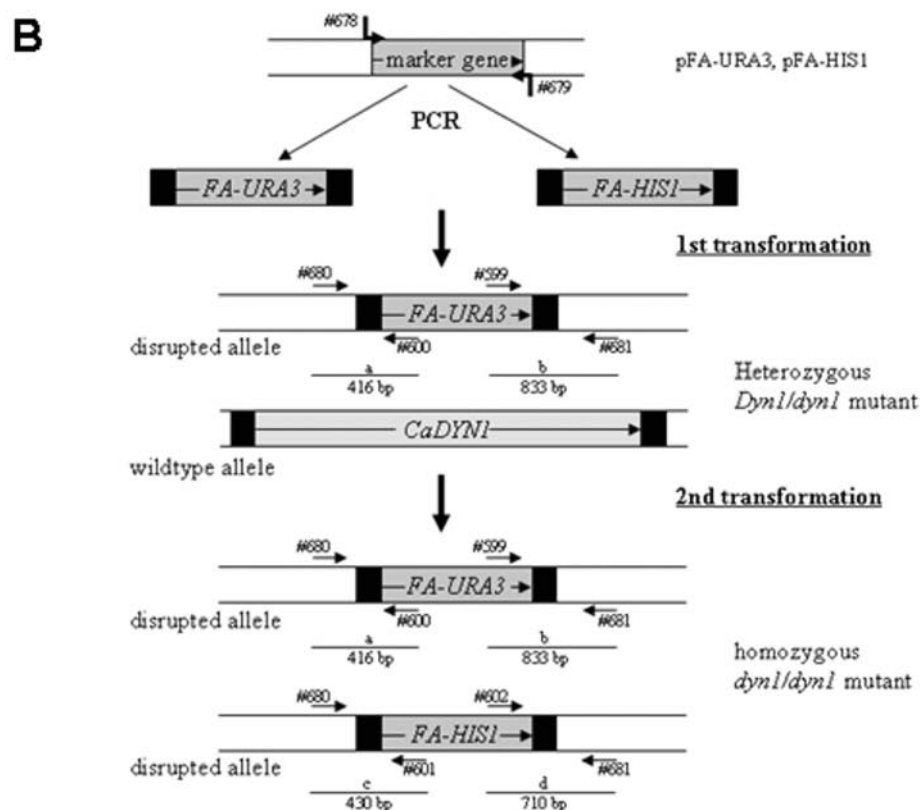 B
#678
marker gene
pFA-URA3, pFA-HIS1
#679
PCR
FA-URA3
FA-HIS1
1st transformation
#680
#599
FA-URA3
disrupted allele
#600
#681
a
b
416 bp
833 bp
Heterozygous
Dyn1/dyn1 mutant
CaDYN1
wildtype allele
2nd transformation
#680
#599
FA-URA3
disrupted allele
#600
#681
a
b
416 bp
833 bp
homozygous
dyn1/dyn1 mutant
#680
#602
FA-HIS1
disrupted allele
#601
#681
c
d
430 bp
710 bp